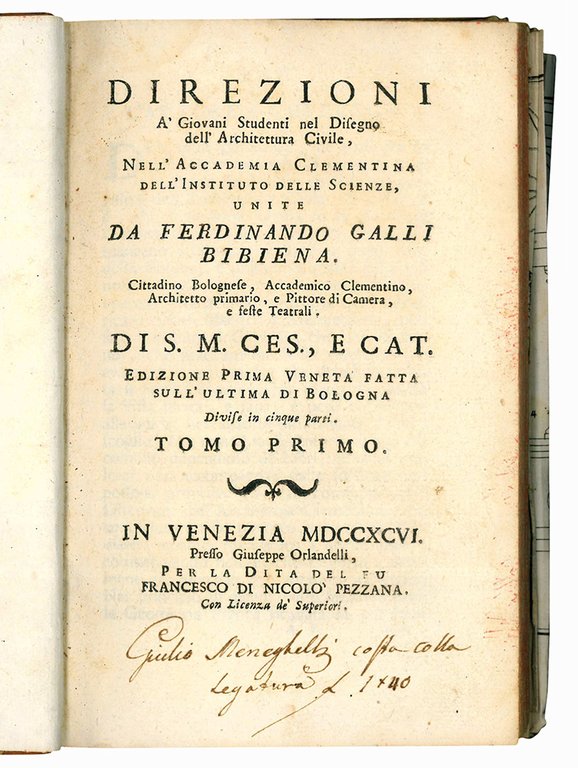 DIREZIONI
A' Giovani Studenti nel Diſegno
dell' Architettura Civile,
NELL' ACCADEMIA CLEMENTINA
DELL' INSTITUTO DELLE SCIENZE,
UNITE
DA FERDINANDO GALLI
BIBIENA.
Cittadino Bologneſe, Accademico Clementino,
Architetto primario, e Pittore di Camera,
e feſte Teatrali.
DI S. M. CES., E CAT.
EDIZIONE PRIMA VENETA FATTA
SULL' ULTIMA DI BOLOGNA
Diviſe in cinque parti.
TOMO PRIMO.
IN VENEZIA MDCCXCVI.
Preſſo Giuſeppe Orlandelli,
PER LA DITA DEL FU
FRANCESCO DI NICOLO' PEZZANA.
Con Licenza de' Superiori.
Giulio Meneghelli coſta colla
Legatura £. 1